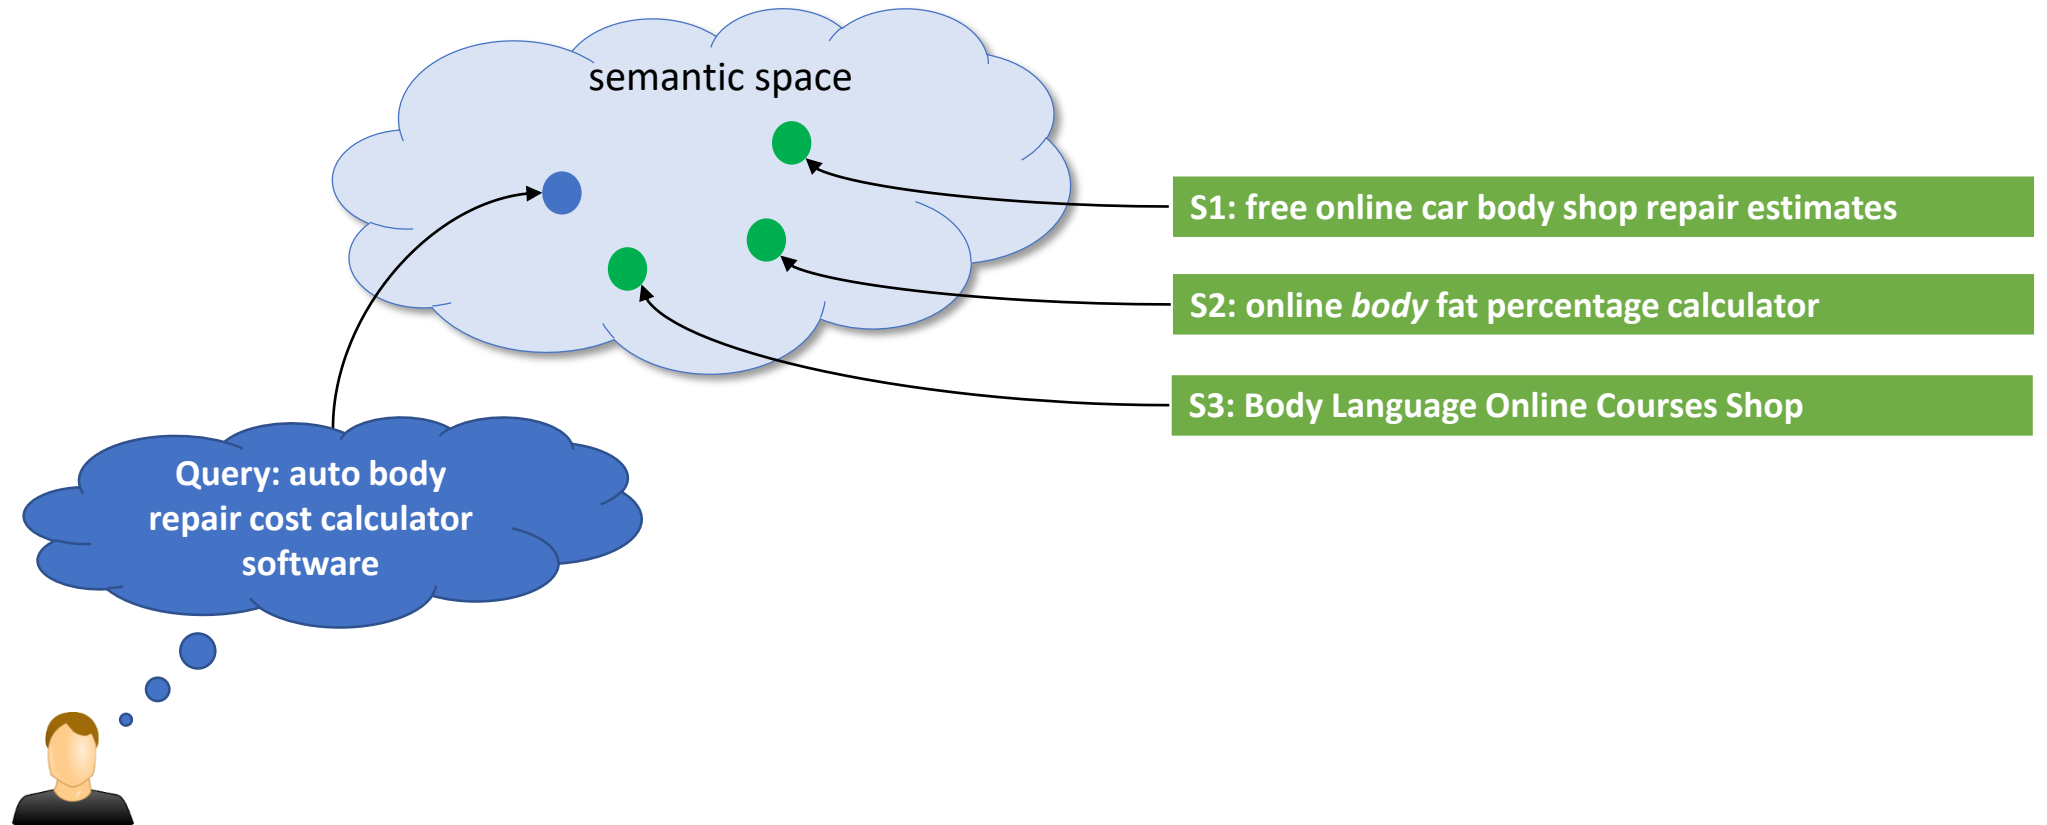 semantic space
S1: free online car body shop repair estimates
S2: online body fat percentage calculator
S3: Body Language Online Courses Shop
Query: auto body
repair cost calculator
software